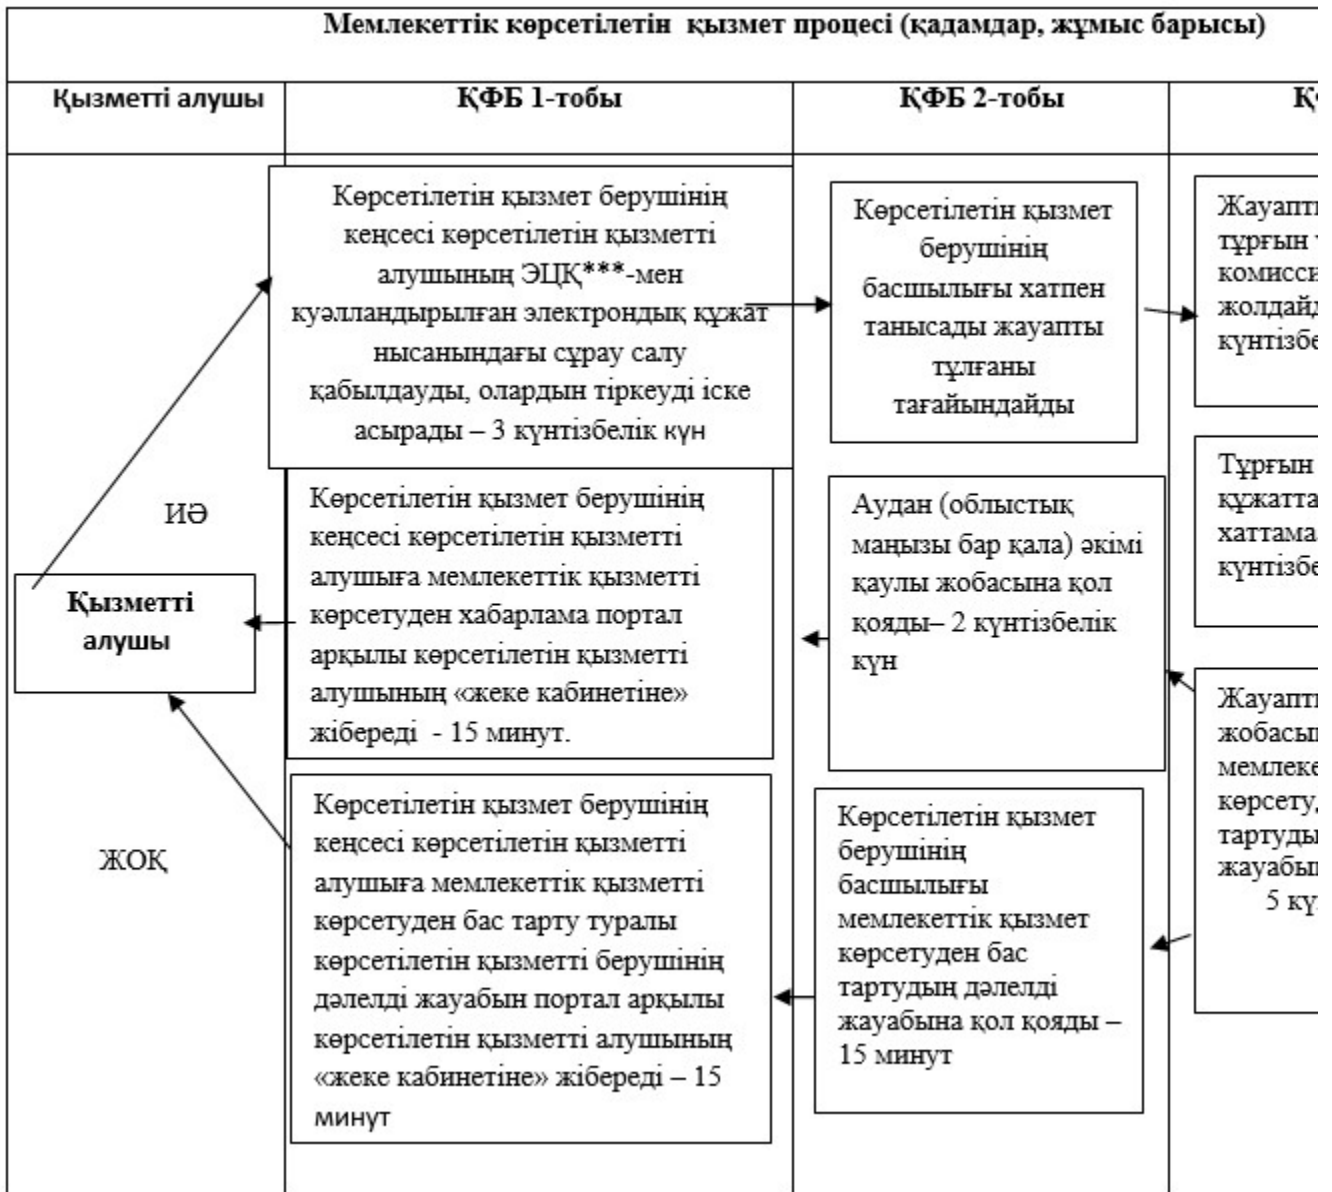 Мемлекеттік көрсетілетін қызмет процесі (қадамдар, жұмыс барысы)
Қызметті алушы
ҚФБ 1-тобы
ҚФБ 2-тобы
Көрсетілетін қызмет берушінің
кеңсесі көрсетілетін қызметті
алушының ЭЦҚ***-мен
куәлландырылған электрондық құжат
нысанындағы сұрау салу
қабылдауды, олардын тіркеуді іске
асырады – 3 күнтізбелік күн
Көрсетілетін қызмет
берушінің
басшылығы хатпен
танысады жауапты
тұлғаны
тағайындайды
ИӘ
Қызметті
алушы
ЖОҚ
Көрсетілетін қызмет берушінің
кеңсесі көрсетілетін қызметті
алушыға мемлекеттік қызметті
көрсетуден хабарлама портал
арқылы көрсетілетін қызметті
алушының «жеке кабинетіне»
жібереді - 15 минут.
Аудан (облыстық
маңызы бар қала) әкімі
қаулы жобасына қол
қояды– 2 күнтізбелік
күн
Көрсетілетін қызмет берушінің
кеңсесі көрсетілетін қызметті
алушыға мемлекеттік қызметті
көрсетуден бас тарту туралы
көрсетілетін қызметті берушінің
дәлелді жауабын портал арқылы
көрсетілетін қызметті алушының
«жеке кабинетіне» жібереді – 15
минут
Көрсетілетін қызмет
берушінің
басшылығы
мемлекеттік қызмет
көрсетуден бас
тартудың дәлелді
жауабына қол қояды –
15 минут
тұрғын
Тұрғын
5